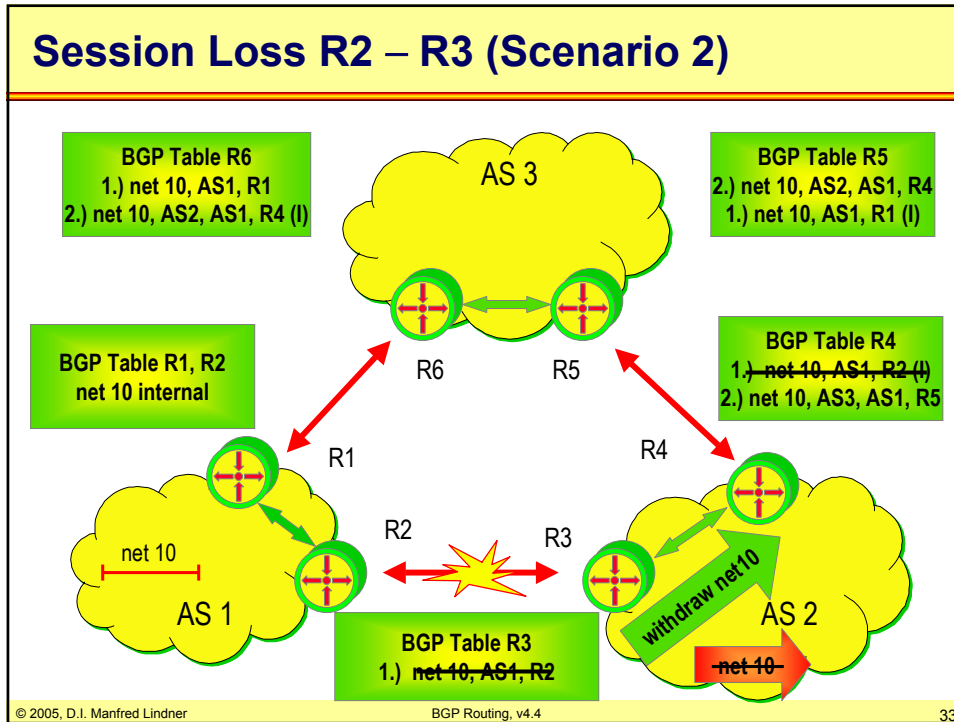 Session Loss R2 – R3 (Scenario 2)
BGP Table R6
1.) net 10, AS1, R1
2.) net 10, AS2, AS1, R4 (I)
AS 3
BGP Table R5
2.) net 10, AS2, AS1, R4
1.) net 10, AS1, R1 (I)
BGP Table R1, R2
net 10 internal
R6
R5
BGP Table R4
1.) net 10, AS1, R2 (I)
2.) net 10, AS3, AS1, R5
R1
R4
net 10
AS 1
R2
R3
withdraw net10
AS 2
net 10
BGP Table R3
1.) net 10, AS1, R2
© 2005, D.I. Manfred Lindner
BGP Routing, v4.4
33